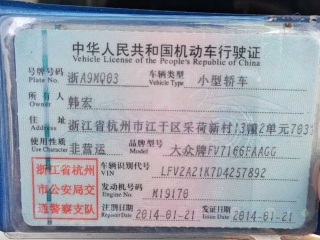 中华人民共和国机动车行驶证
Vehicle License of the People's Republic of China
号牌号码 浙A9MQ03 车辆类型 小型轿车
Plate No. Vehicle Type
所有人 韩宏
Owner
住址 浙江省杭州市江干区采荷新村13幢2单元703
Address
使用性质 非营运 品牌型号 大众牌FV7166FAAGG
Use Character Model
浙江省杭州 车辆识别代号 LFV2A21K7D4257892
VIN
市公安局交 发动机号码 M19170
Engine No.
通警察支队 注册日期 2014-01-21 发证日期 2014-01-21
Register Date Issue Date